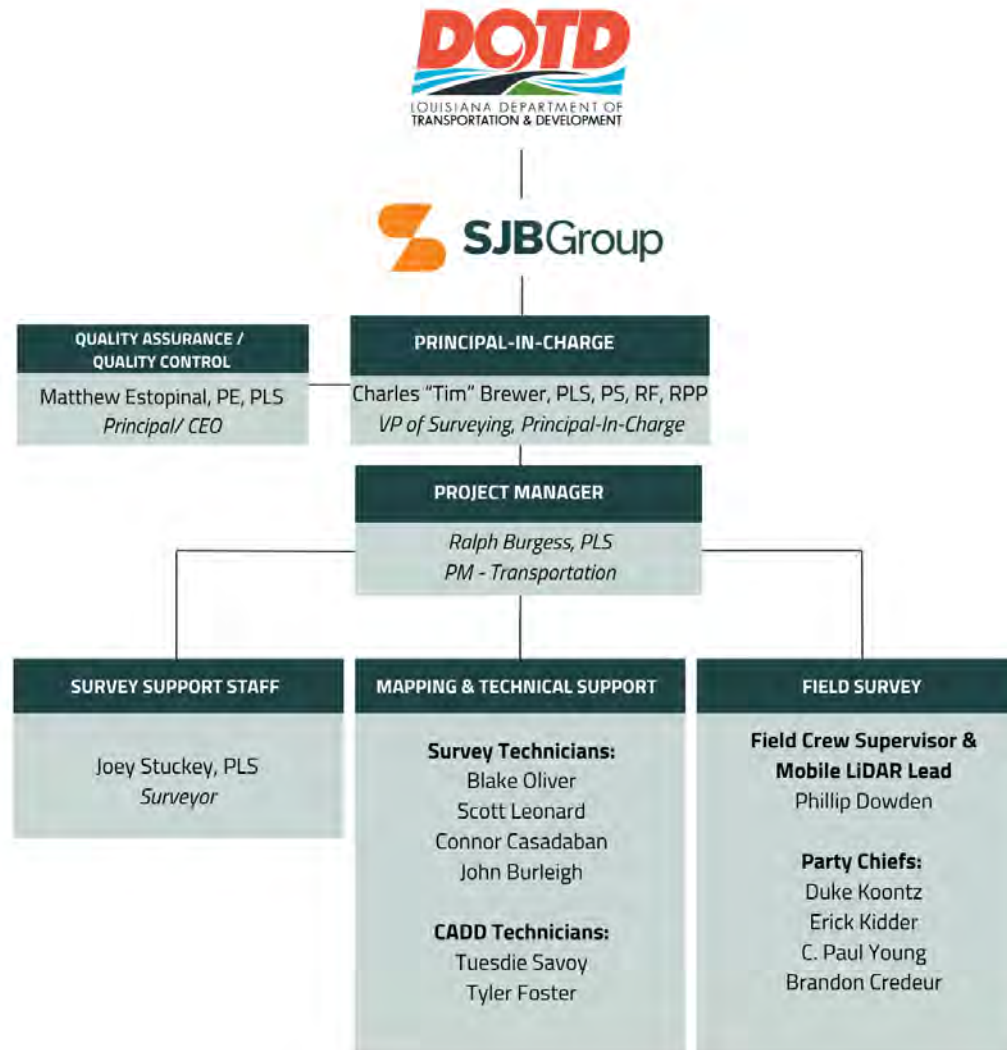 DOTD
LOUISIANA DEPARTMENT OF
TRANSPORTATION & DEVELOPMENT
SJBGroup
QUALITY ASSURANCE /
QUALITY CONTROL
Matthew Estopinal, PE, PLS
Principal/ CEO
PRINCIPAL-IN-CHARGE
Charles “Tim” Brewer, PLS, PS, RF, RPP
VP of Surveying, Principal-In-Charge
PROJECT MANAGER
Ralph Burgess, PLS
PM - Transportation
SURVEY SUPPORT STAFF
Joey Stuckey, PLS
Surveyor
MAPPING & TECHNICAL SUPPORT
Survey Technicians:
Blake Oliver
Scott Leonard
Connor Casadaban
John Burleigh
CADD Technicians:
Tuesdie Savoy
Tyler Foster
FIELD SURVEY
Field Crew Supervisor &
Mobile LiDAR Lead
Phillip Dowden
Party Chiefs:
Duke Koontz
Erick Kidder
C. Paul Young
Brandon Credeur